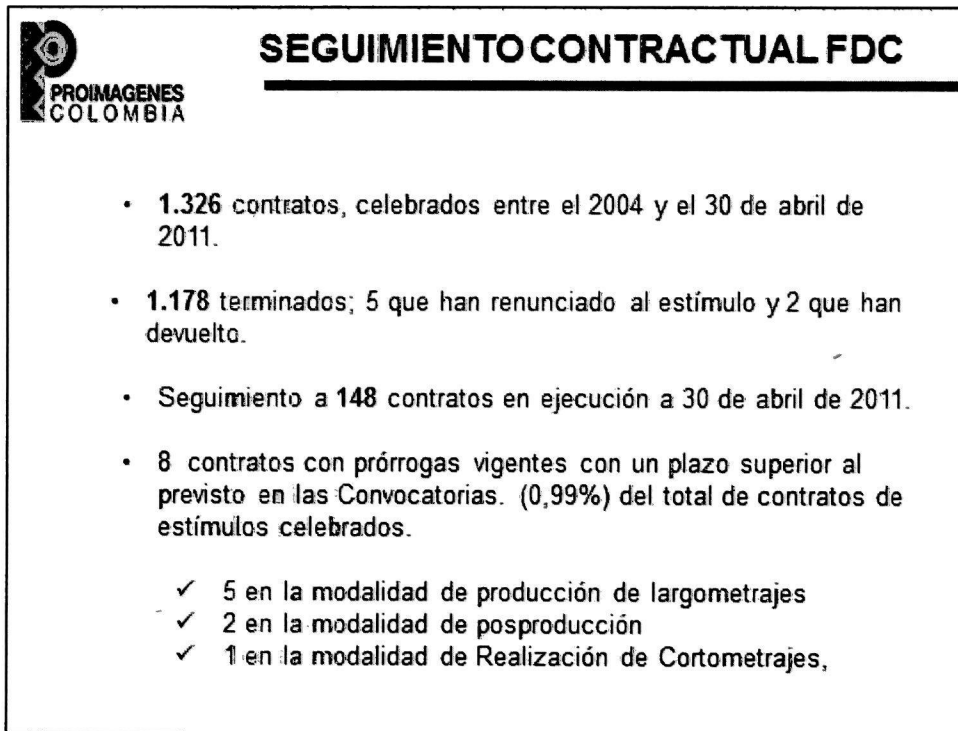 PROIMAGENES
COLOMBIA
SEGUIMIENTO CONTRACTUAL FDC
• 1.326 contratos, celebrados entre el 2004 y el 30 de abril de
2011.
• 1.178 terminados; 5 que han renunciado al estímulo y 2 que han
devuelto.
• Seguimiento a 148 contratos en ejecución a 30 de abril de 2011.
• 8 contratos con prórrogas vigentes con un plazo superior al
previsto en las Convocatorias. (0,99%) del total de contratos de
estímulos celebrados.
✓ 5 en la modalidad de producción de largometrajes
✓ 2 en la modalidad de posproducción
✓ 1 en la modalidad de Realización de Cortometrajes,